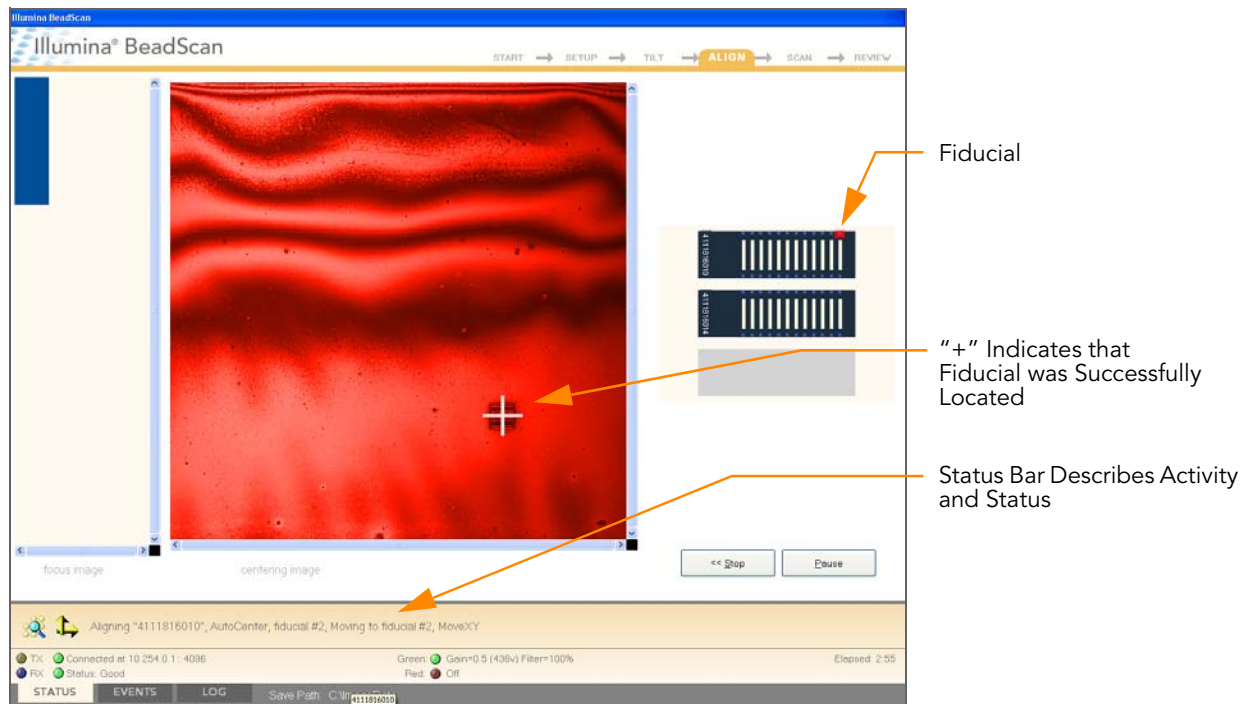 Illumina BeadScan
Illumina® BeadScan
START → SETUP → TILT → ALIGN → SCAN → REVIEW
Fiducial
4111816010
4111816014
"+" Indicates that
Fiducial was Successfully
Located
Status Bar Describes Activity
and Status
<< Stop
Pause
focus image
centering image
Aligning "4111816010", AutoCenter, fiducial #2, Moving to fiducial #2, MoveXY
TX Connected at 10.254.0.1 : 4096 Green: Gain=0.5 (436v) Filter=100% Elapsed: 2:55
RX Status: Good Red: Off
STATUS EVENTS LOG Save Path: C:\
4111816010